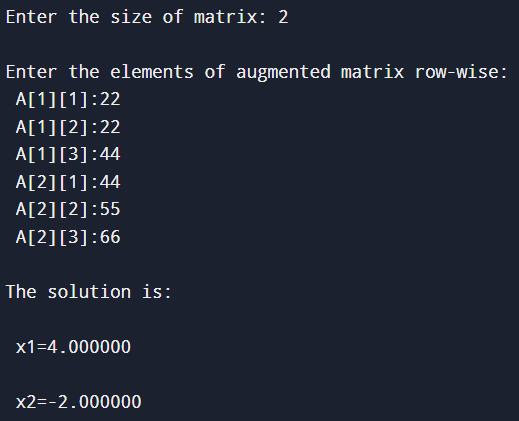 Enter the size of matrix: 2
Enter the elements of augmented matrix row-wise:
A[1][1]:22
A[1][2]:22
A[1][3]:44
A[2][1]:44
A[2][2]:55
A[2][3]:66
The solution is:
x1=4.000000
x2=-2.000000